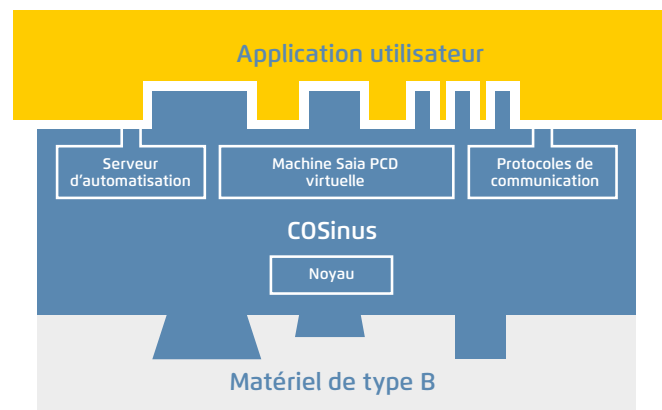 Application utilisateur
Serveur
d'automatisation
Machine Saia PCD
virtuelle
Protocoles de
communication
COSinus
Noyau
Matériel de type B